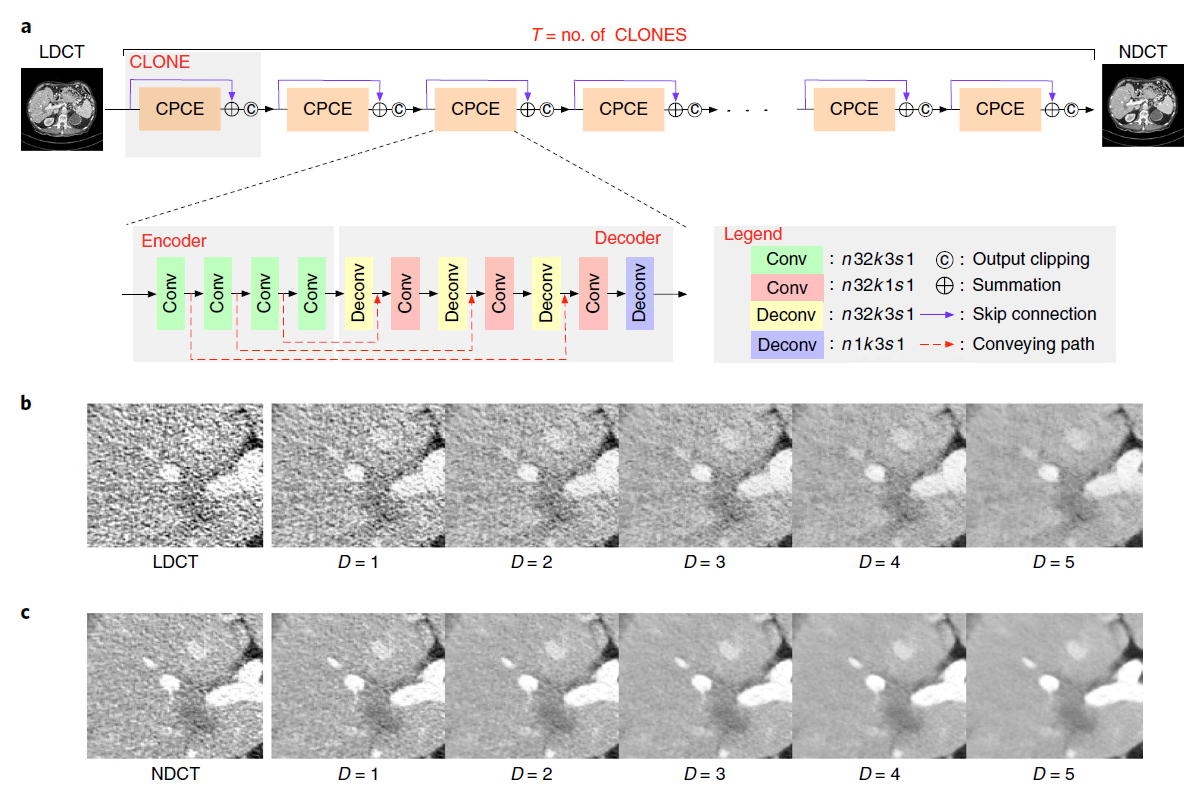 a
T = no. of CLONES
LDCT
NDCT
CLONE
CPCE
C
CPCE
C
CPCE
C
CPCE
C
. . .
CPCE
C
CPCE
C
Encoder
Decoder
Conv
Conv
Conv
Conv
Deconv
Conv
Deconv
Conv
Deconv
Conv
Deconv
Legend
Conv : n32k3s1 C : Output clipping
Conv : n32k1s1 ⊕ : Summation
Deconv : n32k3s1 : Skip connection
Deconv : n1k3s1 : Conveying path
b
LDCT D = 1 D = 2 D = 3 D = 4 D = 5
c
NDCT D = 1 D = 2 D = 3 D = 4 D = 5